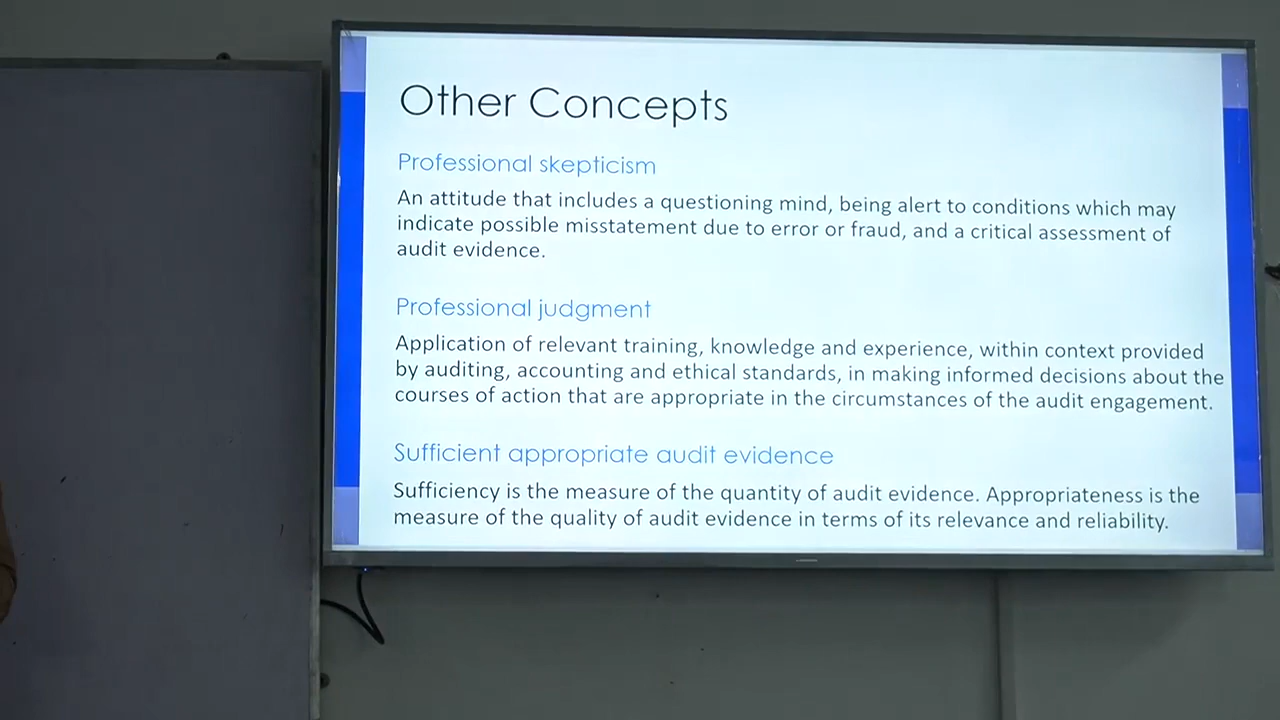 Other Concepts
Professional skepticism
An attitude that includes a questioning mind, being alert to conditions which may
indicate possible misstatement due to error or fraud, and a critical assessment of
audit evidence.
Professional judgment
Application of relevant training, knowledge and experience, within context provided
by auditing, accounting and ethical standards, in making informed decisions about the
courses of action that are appropriate in the circumstances of the audit engagement.
Sufficient appropriate audit evidence
Sufficiency is the measure of the quantity of audit evidence. Appropriateness is the
measure of the quality of audit evidence in terms of its relevance and reliability.